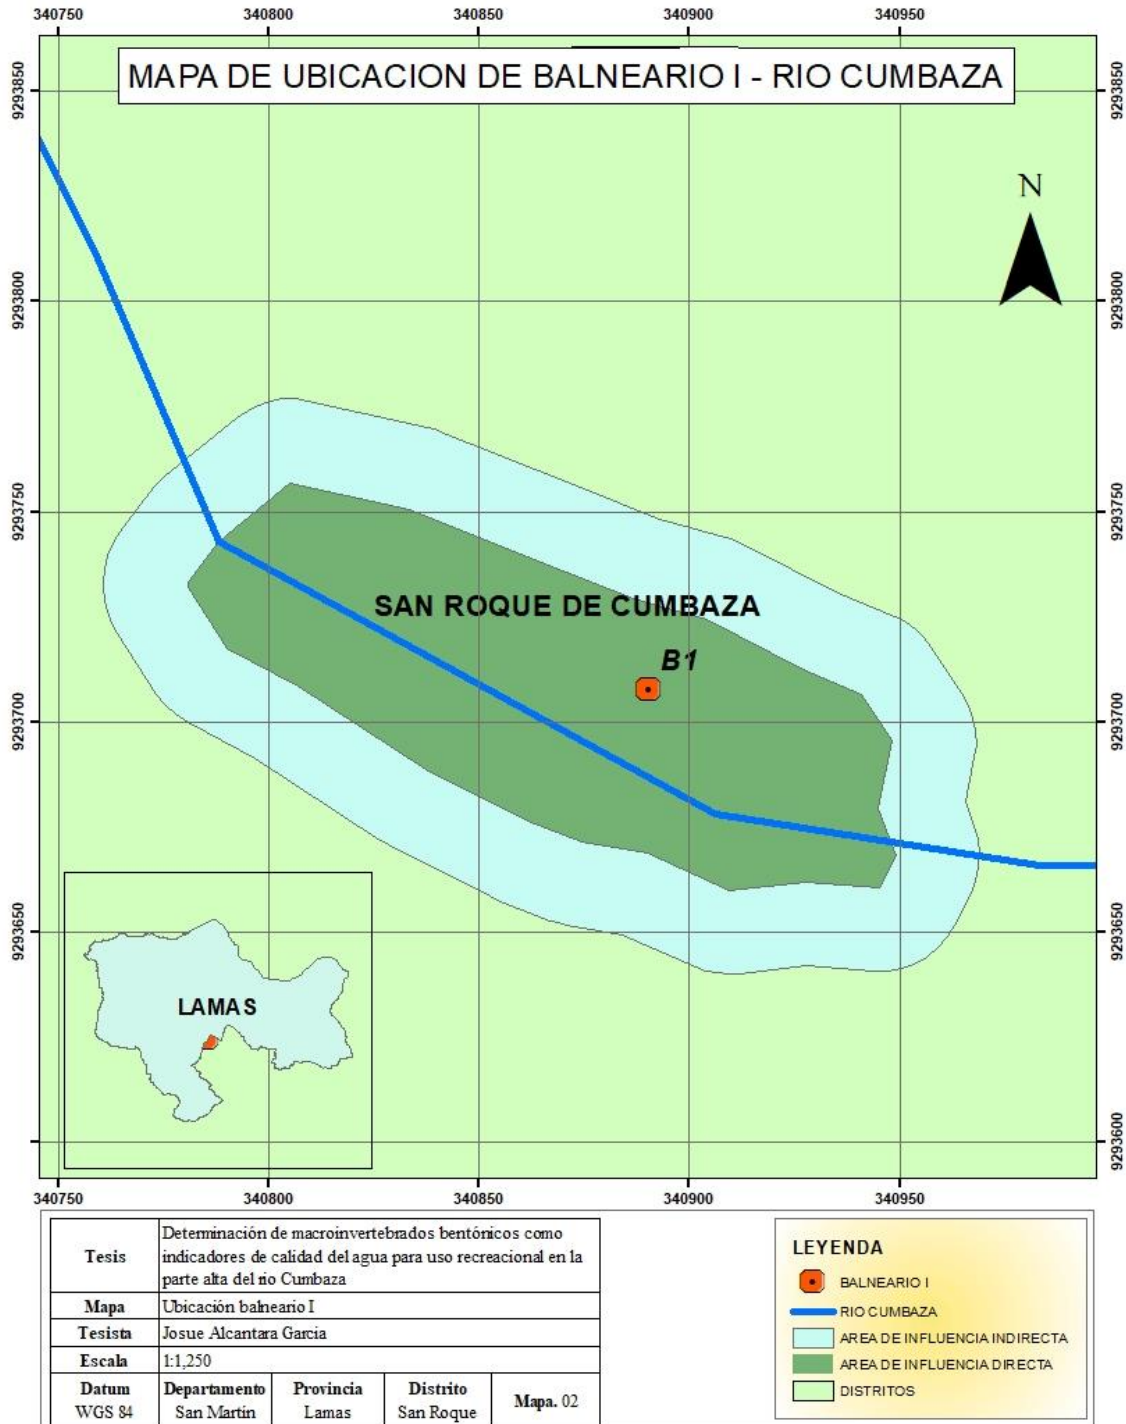 340750 340800 340850 340900 340950
MAPA DE UBICACION DE BALNEARIO I - RIO CUMBAZA
9293850 9293850
N
9293800 9293800
9293750 9293750
SAN ROQUE DE CUMBAZA
B1
9293700 9293700
9293650 9293650
LAMAS
9293600 9293600
340750 340800 340850 340900 340950
Tesis
Determinación de macroinvertebrados bentónicos como
indicadores de calidad del agua para uso recreacional en la
parte alta del rio Cumbaza
Mapa Ubicación balneario I
Tesista Josue Alcantara Garcia
Escala 1:1,250
Datum Departamento Provincia Distrito Mapa. 02
WGS 84 San Martín Lamas San Roque
LEYENDA
BALNEARIO I
RIO CUMBAZA
AREA DE INFLUENCIA INDIRECTA
AREA DE INFLUENCIA DIRECTA
DISTRITOS